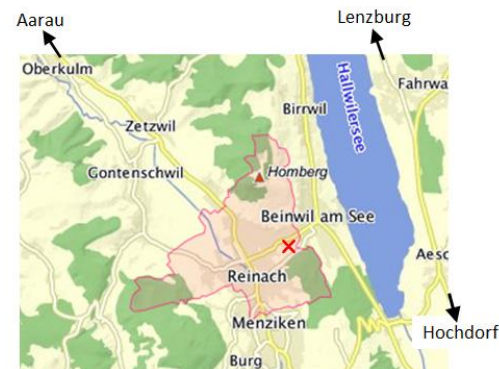 Aarau
Lenzburg
Oberkulm
Hallwilersee
Fahrwa
Birrwil
Zetzwil
Homberg
Gontenschwil
Beinwil am See
Aesc
Reinach
Menziken
Hochdorf
Burg